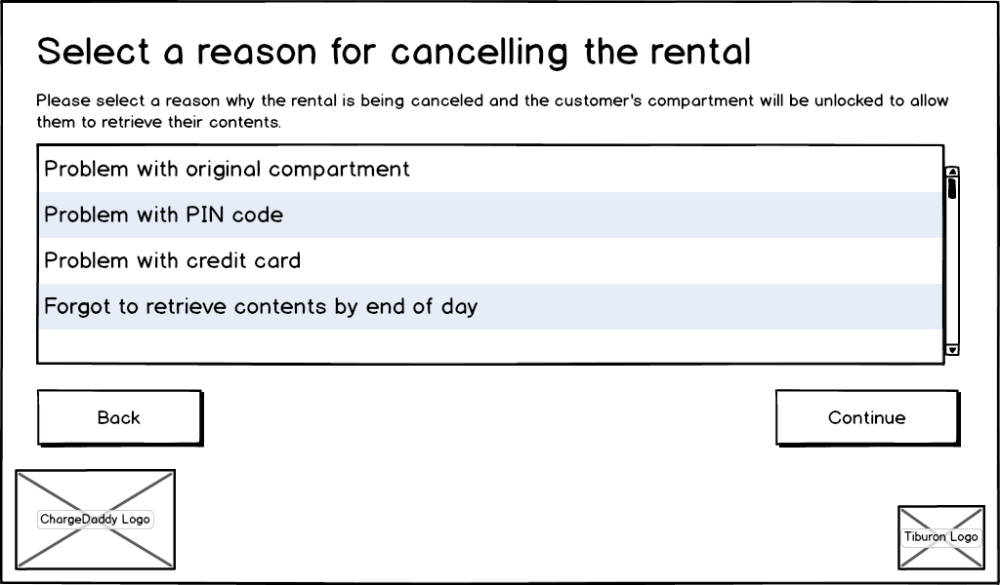 Select a reason for cancelling the rental
Please select a reason why the rental is being canceled and the customer's compartment will be unlocked to allow
them to retrieve their contents.
Problem with original compartment
Problem with PIN code
Problem with credit card
Forgot to retrieve contents by end of day
Back
Continue
ChargeDaddy Logo
Tiburon Logo